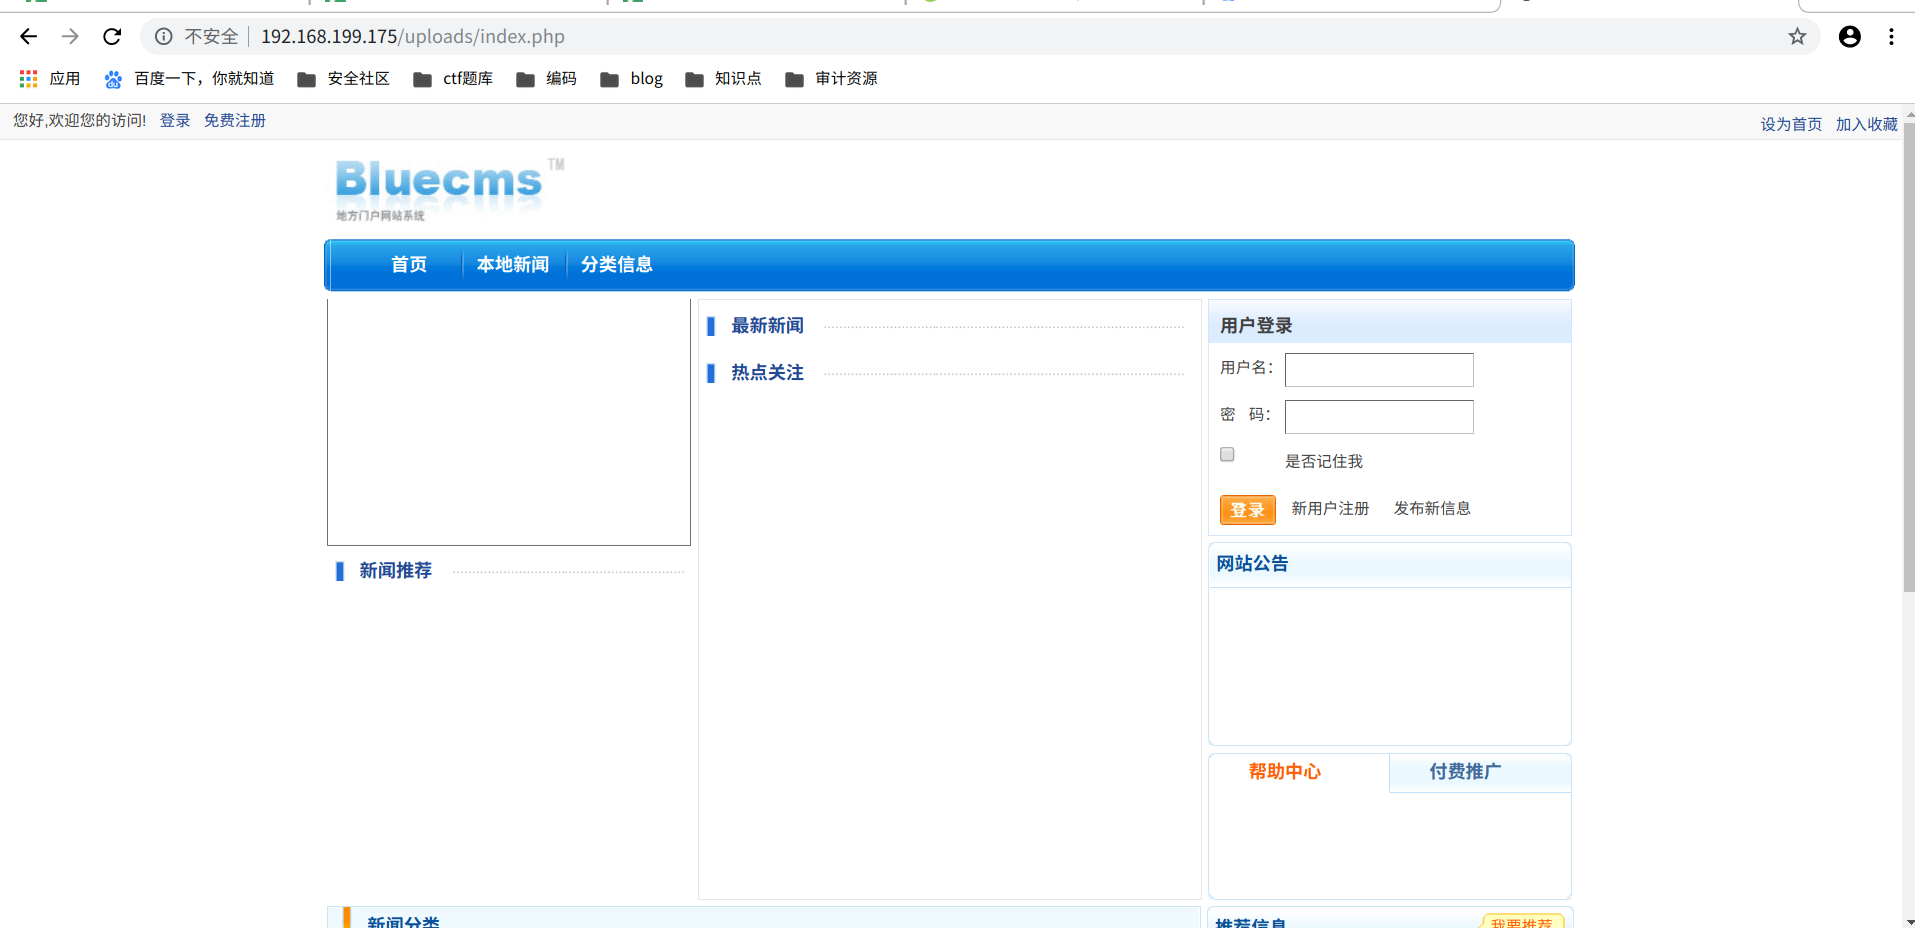 不安全 192.168.199.175/uploads/index.php
应用 百度一下，你就知道 安全社区 ctf题库 编码 blog 知识点 审计资源
您好,欢迎您的访问! 登录 免费注册 设为首页 加入收藏
Bluecms TM
地方门户网站系统
首页 本地新闻 分类信息
最新新闻
热点关注
新闻推荐
用户登录
用户名：
密 码：
是否记住我
登录 新用户注册 发布新信息
网站公告
帮助中心 付费推广
新闻分类
推荐信息 我要推荐